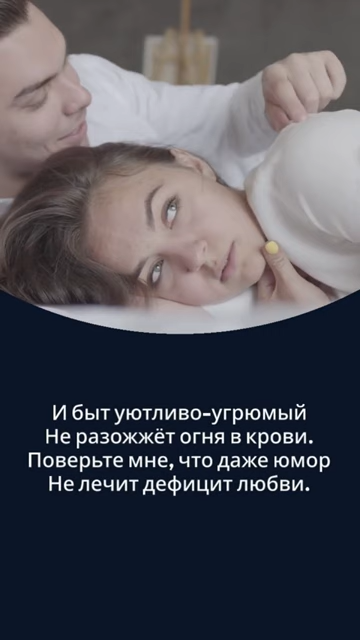 И быт уютливо-угрюмый
Не разожжёт огня в крови.
Поверьте мне, что даже юмор
Не лечит дефицит любви.